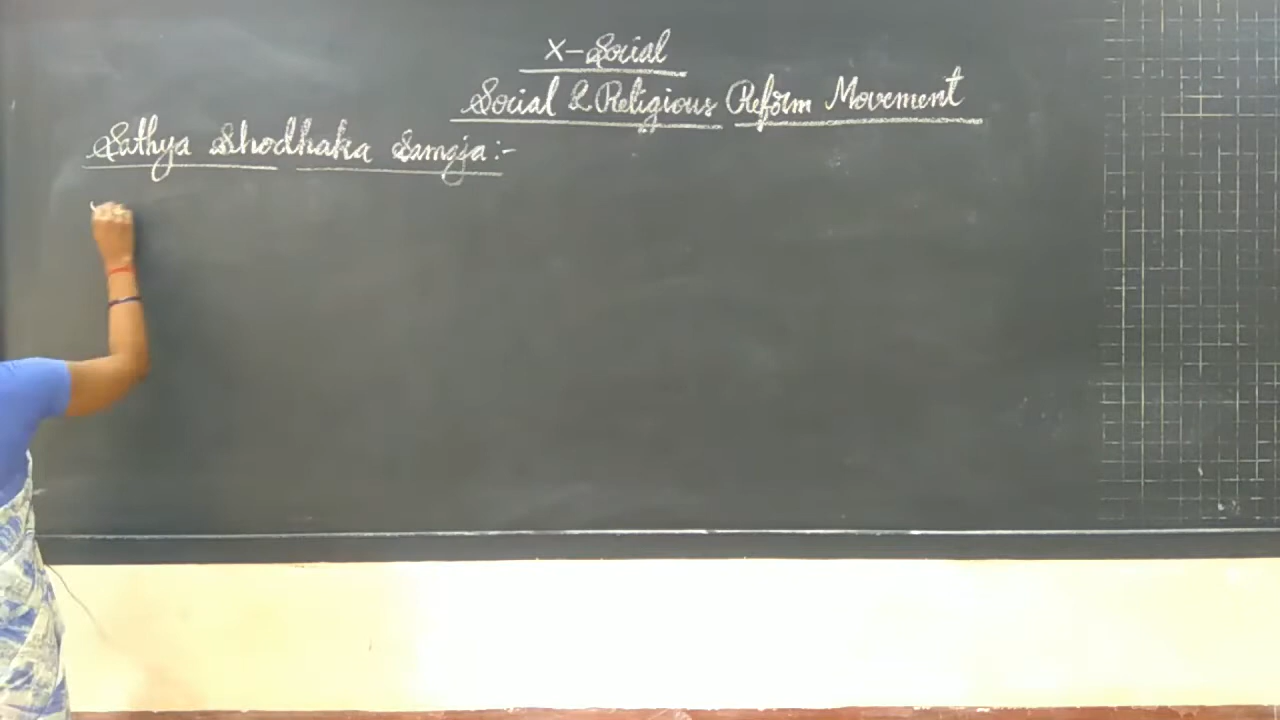 X-Social
Social & Religious Reform Movement
Sathya Shodhaka Samaja:-